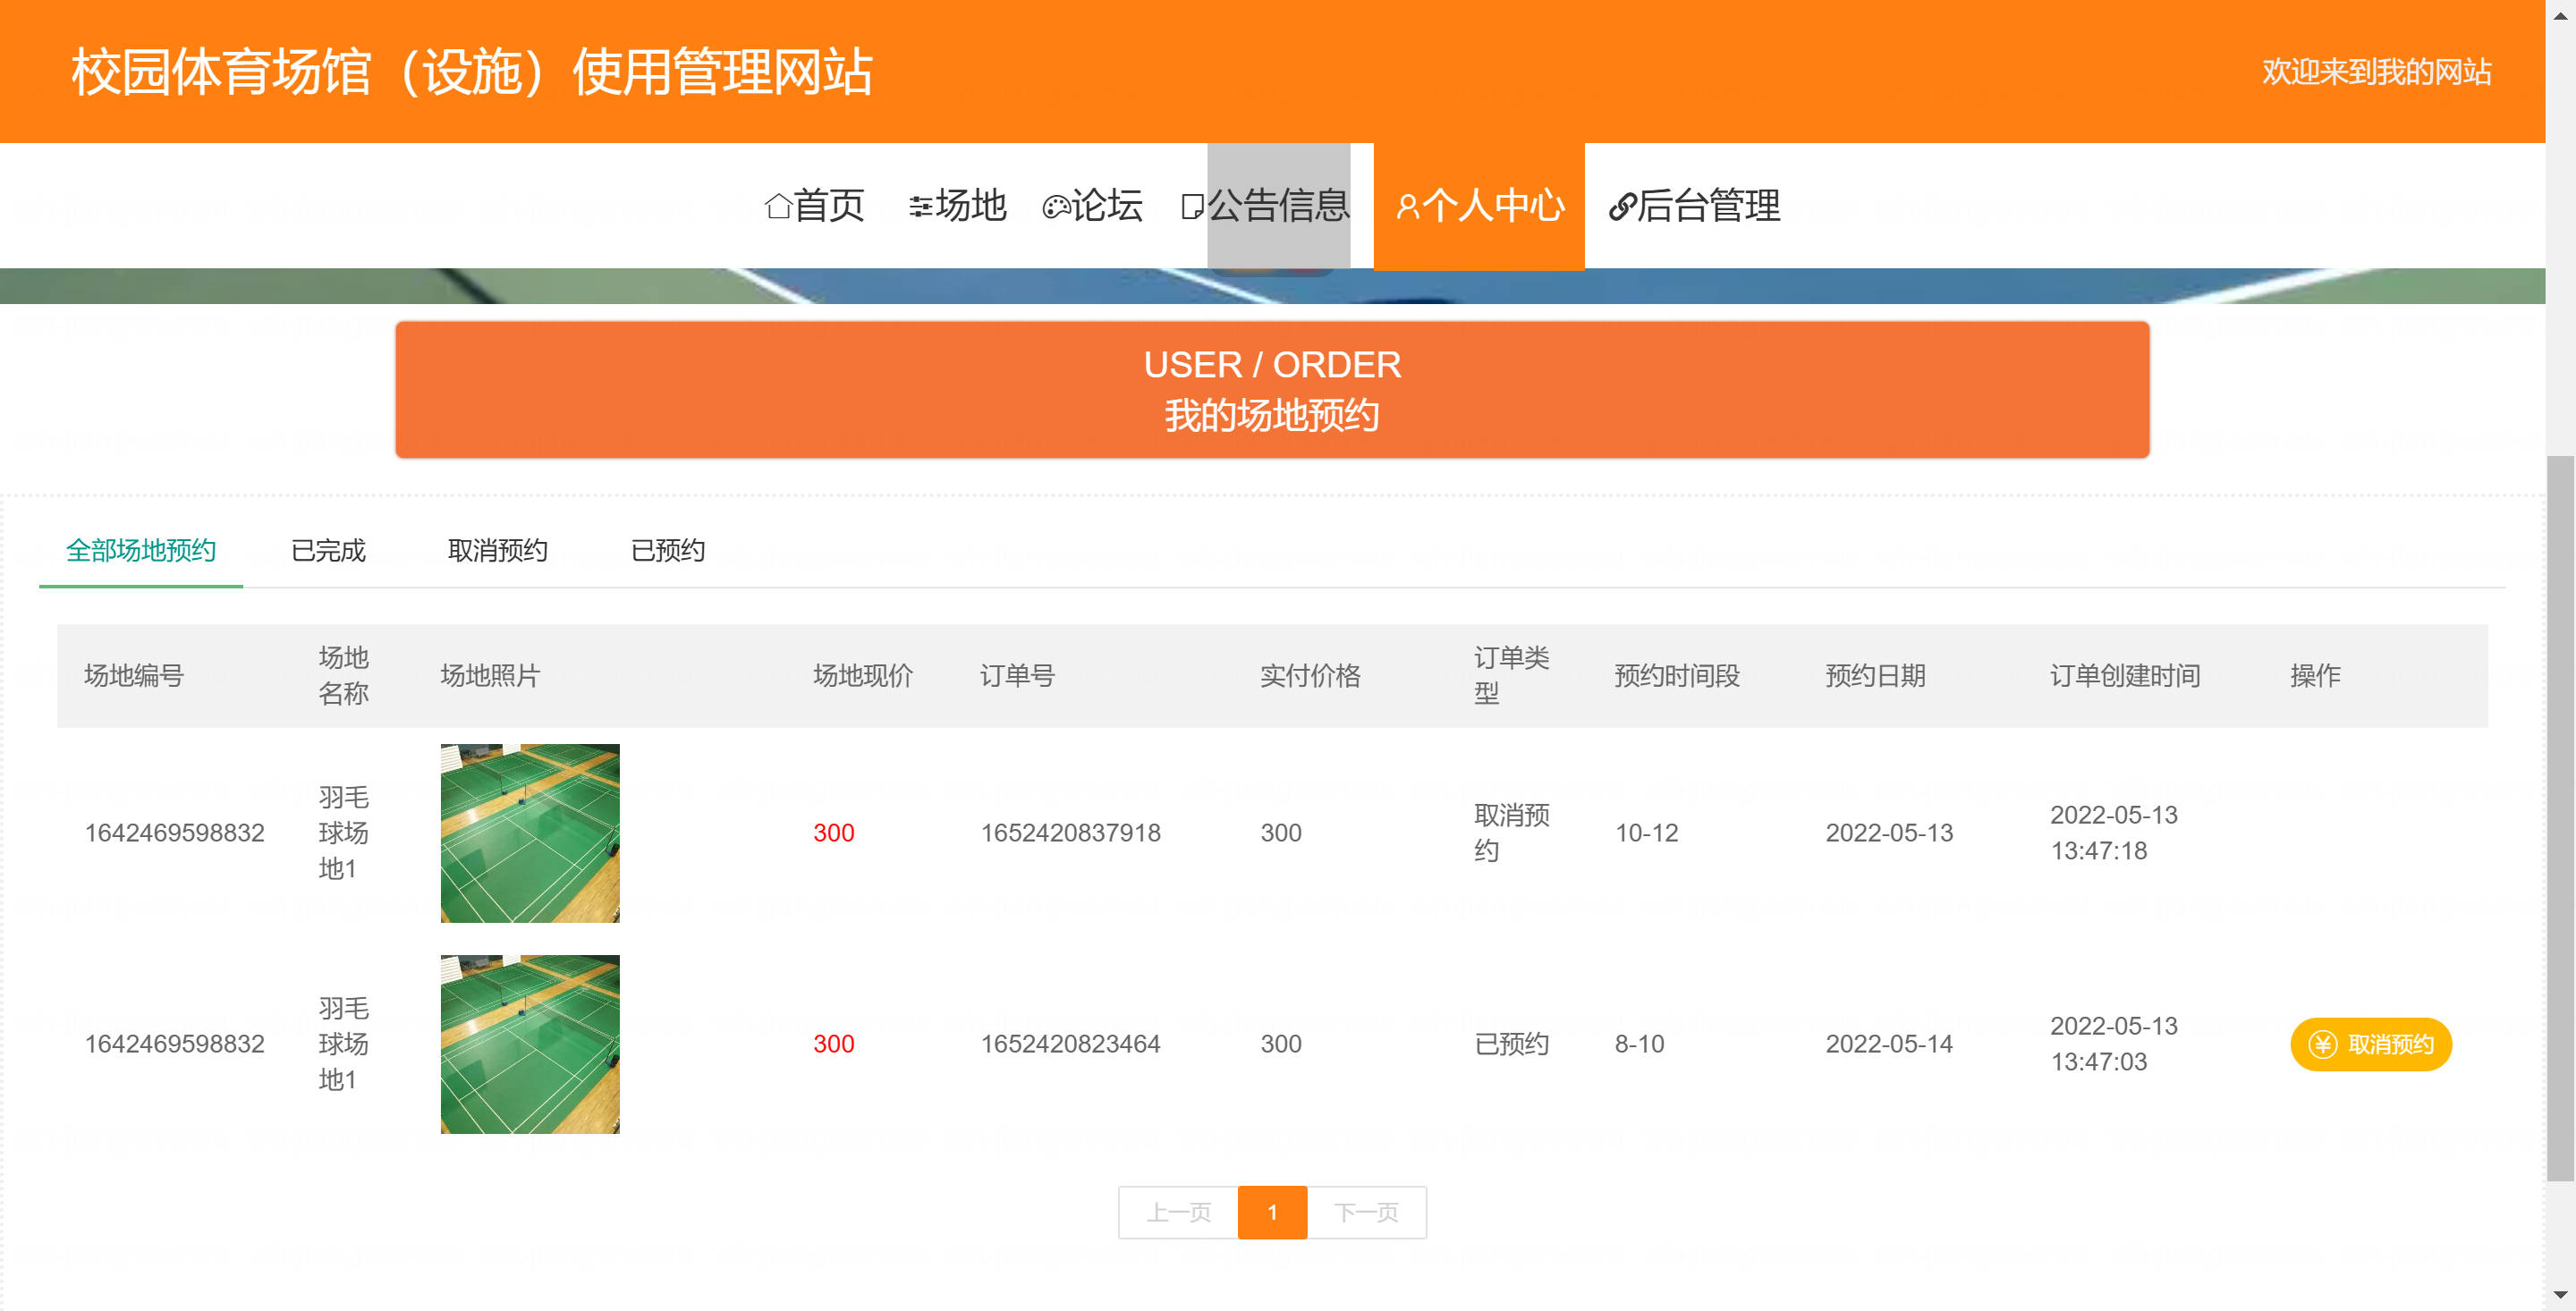 校园体育场馆（设施）使用管理网站
欢迎来到我的网站
首页 场地 论坛 公告信息 个人中心 后台管理
USER / ORDER
我的场地预约
全部场地预约 已完成 取消预约 已预约
场地编号 场地名称 场地照片 场地现价 订单号 实付价格 订单类型 预约时间段 预约日期 订单创建时间 操作
1642469598832 羽毛球场地1 300 1652420837918 300 取消预约 10-12 2022-05-13 2022-05-13 13:47:18
1642469598832 羽毛球场地1 300 1652420823464 300 已预约 8-10 2022-05-14 2022-05-13 13:47:03 取消预约
上一页 1 下一页